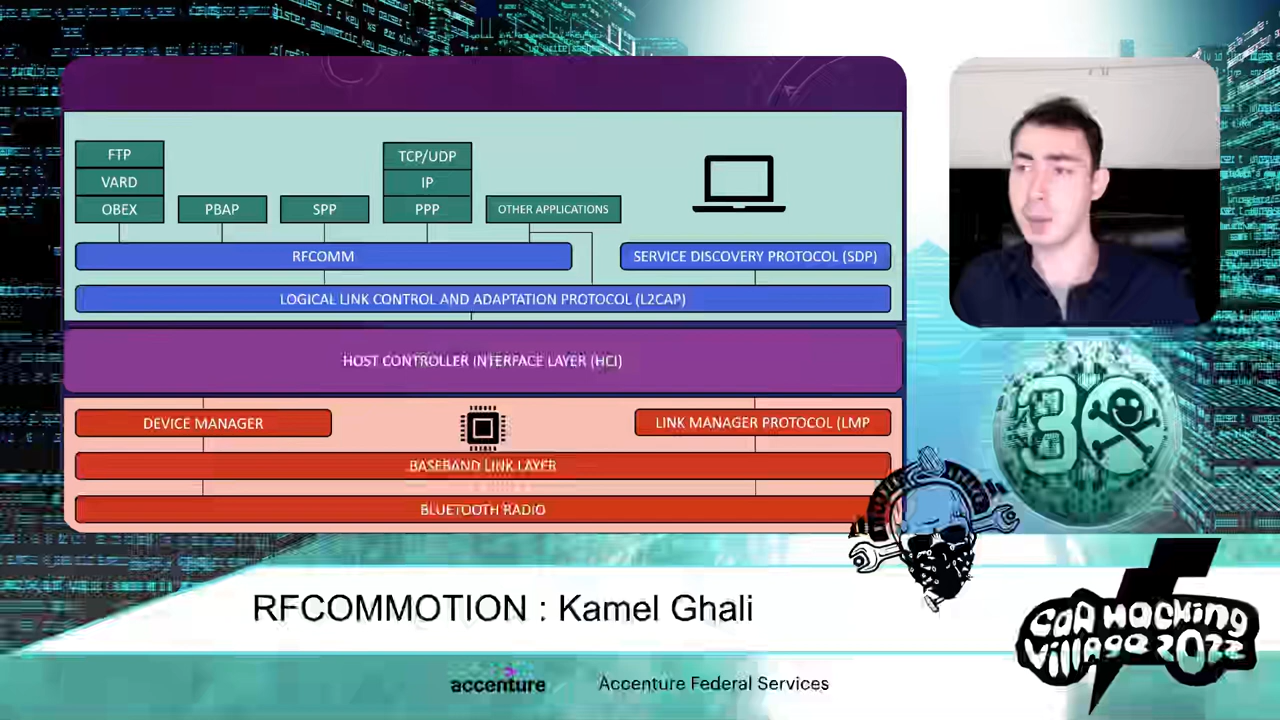 FTP
VARD
OBEX
PBAP
SPP
TCP/UDP
IP
PPP
OTHER APPLICATIONS
RFCOMM
SERVICE DISCOVERY PROTOCOL (SDP)
LOGICAL LINK CONTROL AND ADAPTATION PROTOCOL (L2CAP)
HOST CONTROLLER INTERFACE LAYER (HCI)
DEVICE MANAGER
LINK MANAGER PROTOCOL (LMP
BASEBAND LINK LAYER
BLUETOOTH RADIO
30
RFCOMMOTION : Kamel Ghali
CAR HACKING
VILLAGE 2022
accenture
Accenture Federal Services